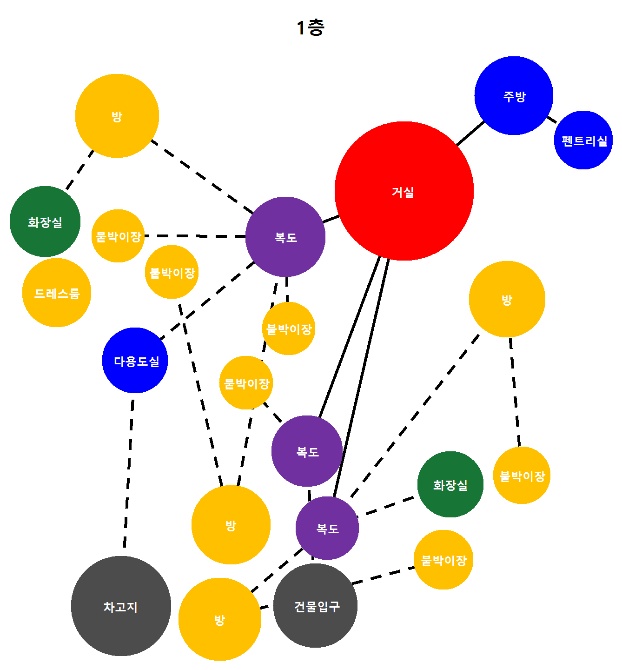 1층
주방
방
펜트리실
거실
화장실
붙박이장
복도
붙박이장
드레스룸
방
붙박이장
다용도실
붙박이장
복도
붙박이장
화장실
방
복도
붙박이장
차고지
건물입구
방